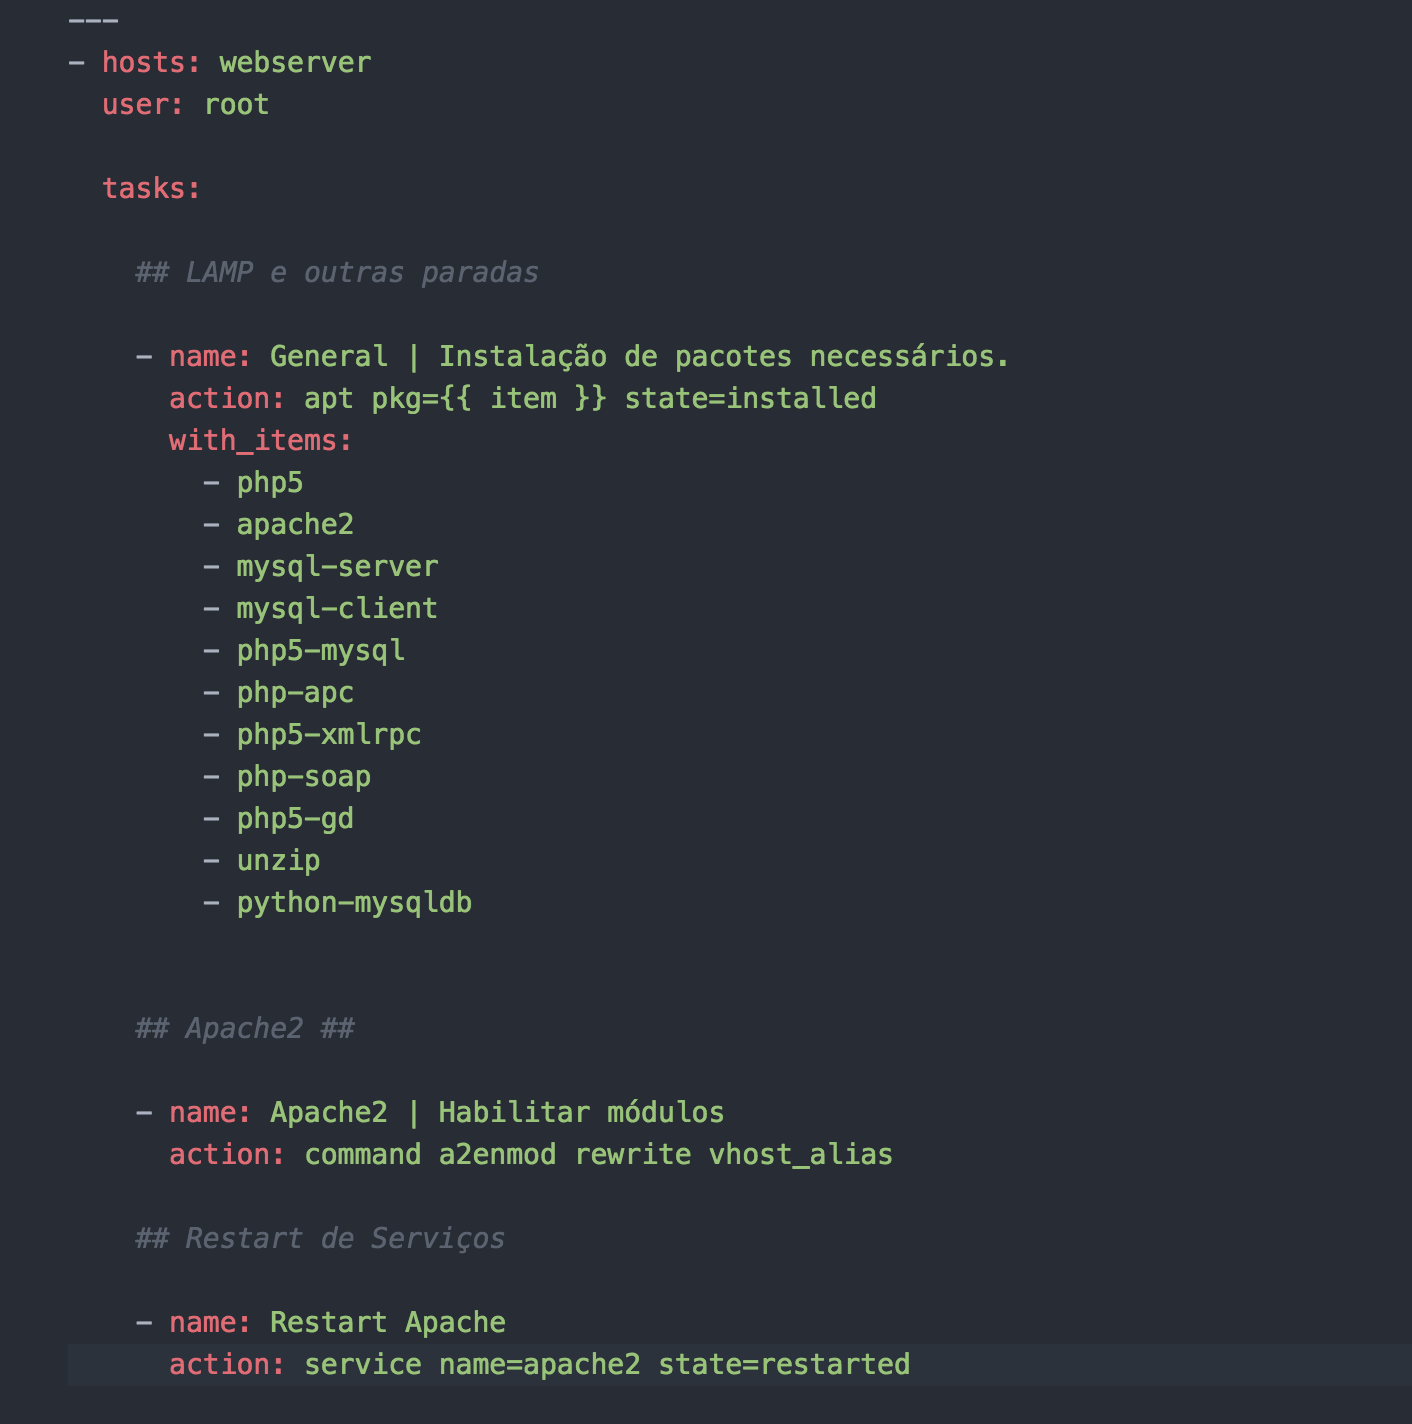 ---
- hosts: webserver
  user: root
  tasks:
    ## LAMP e outras paradas
    - name: General | Instalação de pacotes necessários.
      action: apt pkg={{ item }} state=installed
      with_items:
        - php5
        - apache2
        - mysql-server
        - mysql-client
        - php5-mysql
        - php-apc
        - php5-xmlrpc
        - php-soap
        - php5-gd
        - unzip
        - python-mysqldb
    ## Apache2 ##
    - name: Apache2 | Habilitar módulos
      action: command a2enmod rewrite vhost_alias
    ## Restart de Serviços
    - name: Restart Apache
      action: service name=apache2 state=restarted